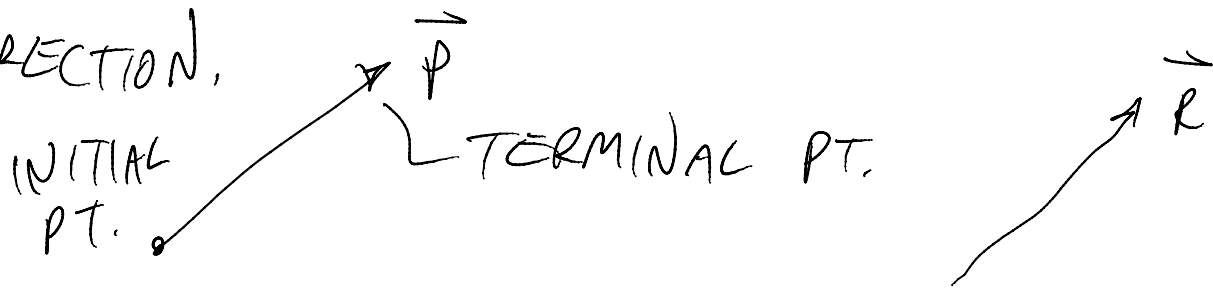 RECTION.
P
INITIAL
PT.
TERMINAL PT.
R